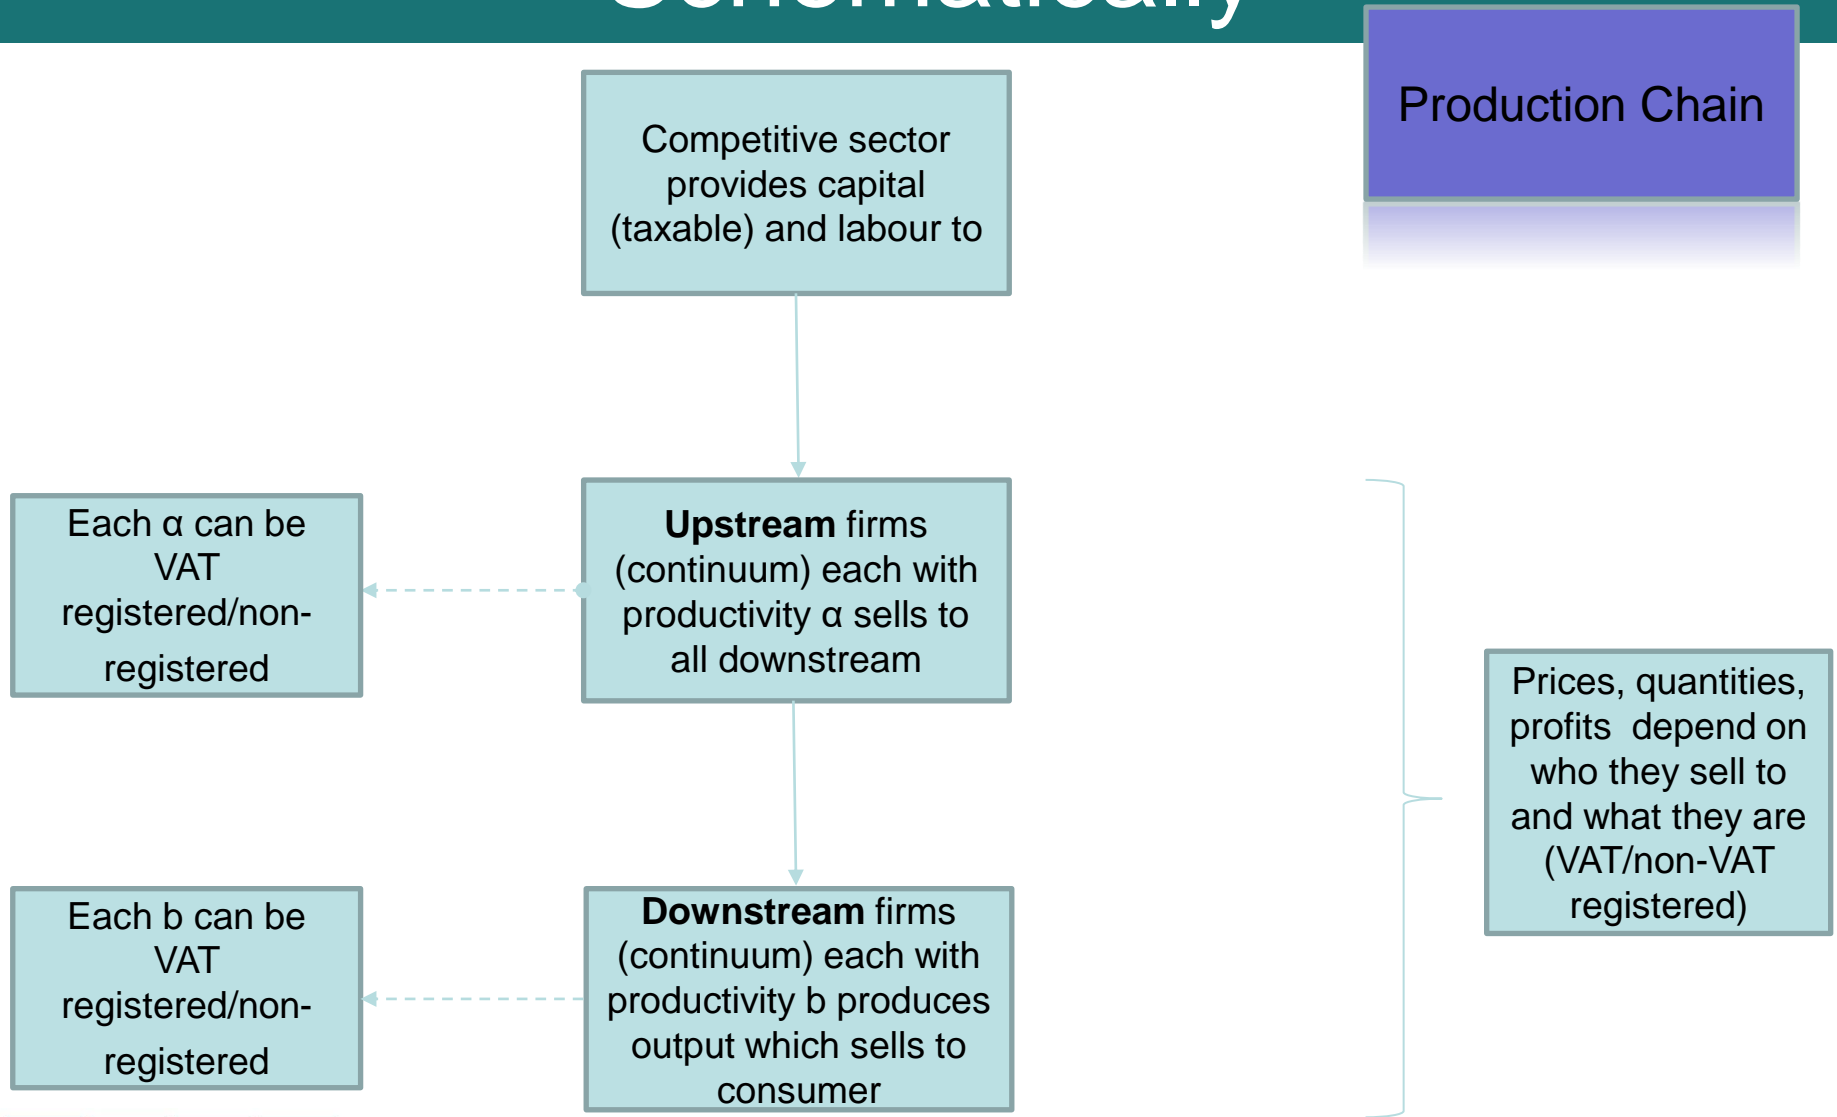 Schematically
Production Chain
Competitive sector
provides capital
(taxable) and labour to
Each α can be
VAT
registered/non-
registered
Upstream firms
(continuum) each with
productivity α sells to
all downstream
Prices, quantities,
profits depend on
who they sell to
and what they are
(VAT/non-VAT
registered)
Each b can be
VAT
registered/non-
registered
Downstream firms
(continuum) each with
productivity b produces
output which sells to
consumer